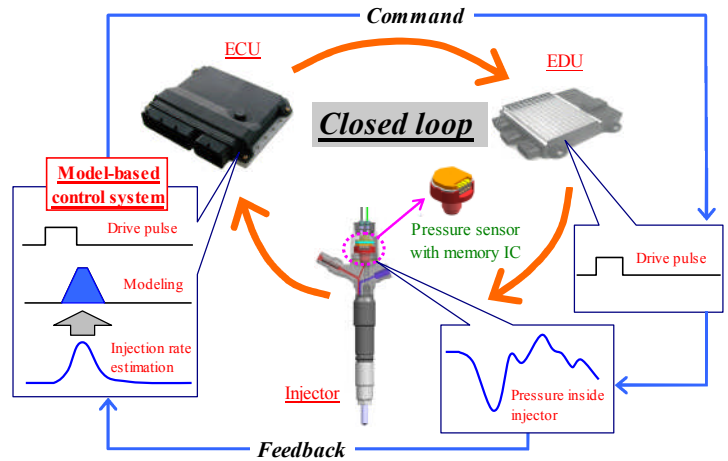 Command
ECU
EDU
Closed loop
Model-based
control system
Drive pulse
Modeling
Injection rate
estimation
Pressure sensor
with memory IC
Drive pulse
Injector
Pressure inside
injector
Feedback